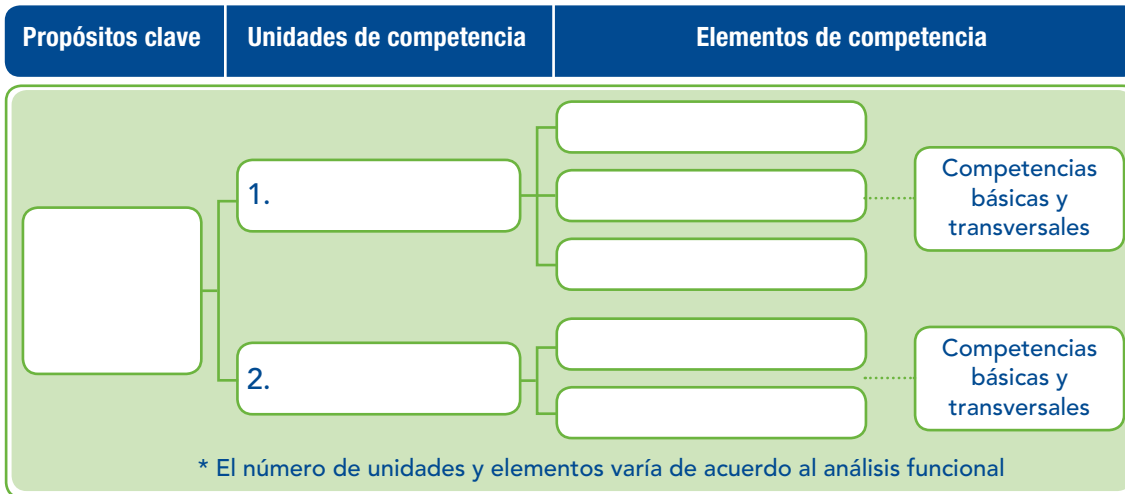 Propósitos clave
Unidades de competencia
Elementos de competencia
1.
Competencias
básicas y
transversales
2.
Competencias
básicas y
transversales
* El número de unidades y elementos varía de acuerdo al análisis funcional